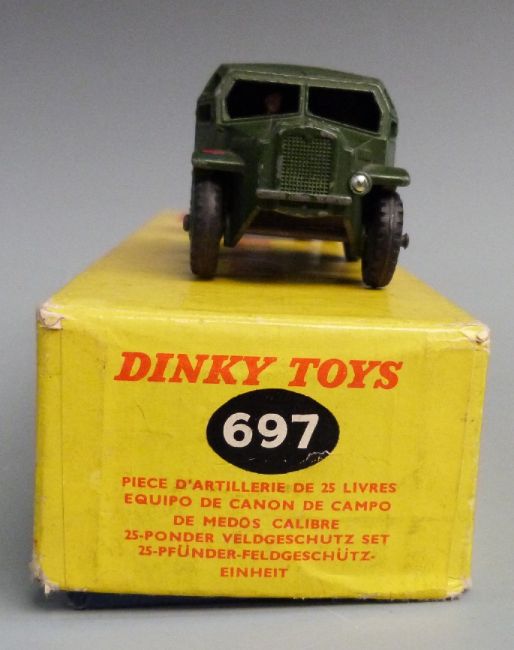 DINKY TOYS
697
PIECE D'ARTILLERIE DE 25 LIVRES
EQUIPO DE CANON DE CAMPO
DE MEDOS CALIBRE
25-PONDER VELDGESCHUTZ SET
25-PFÜNDER-FELDGESCHÜTZ-
EINHEIT